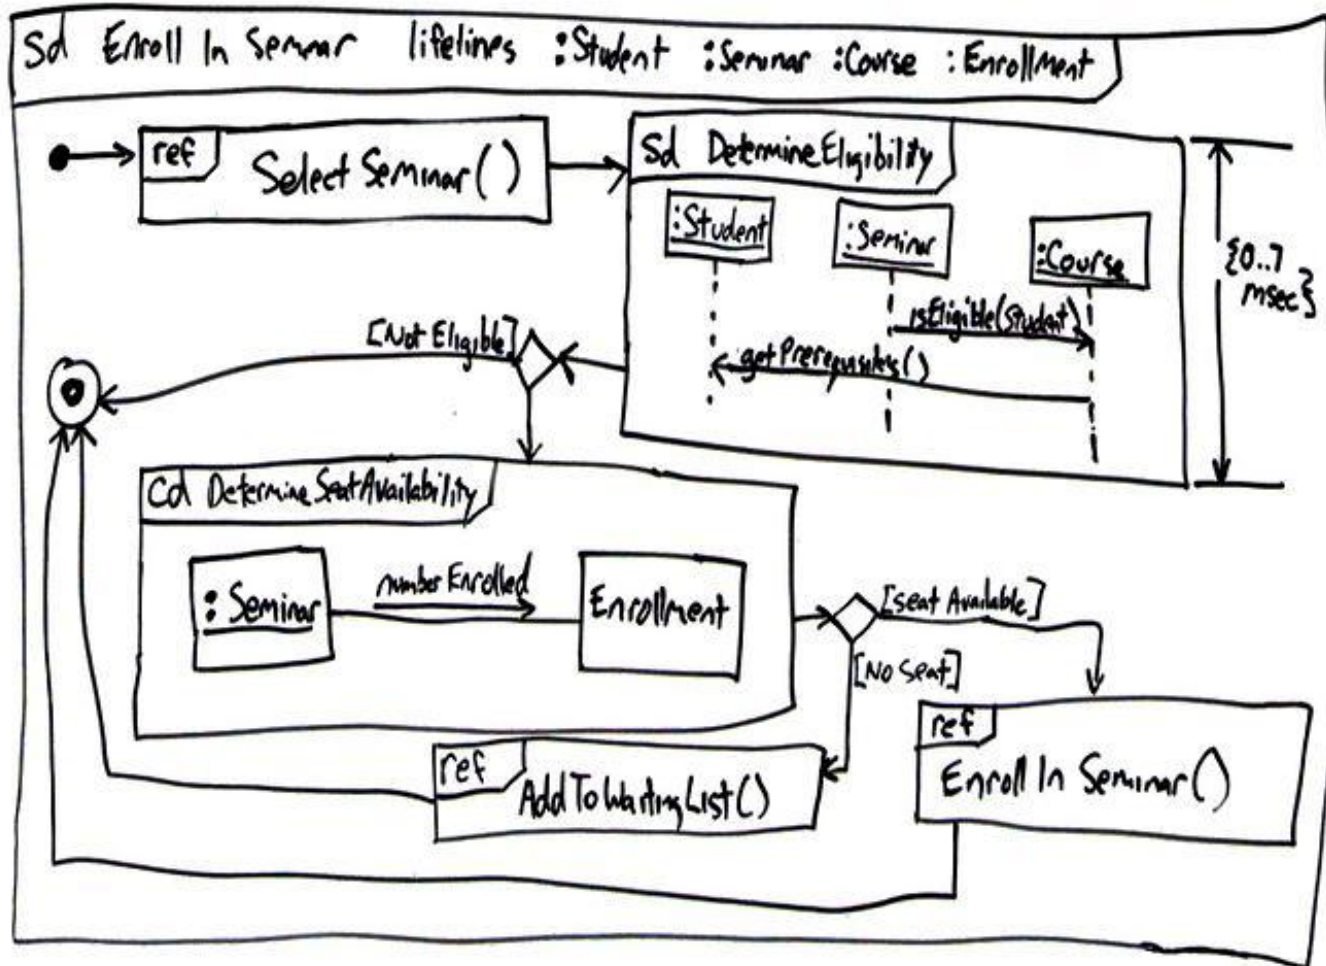 Sd Enroll In Seminar lifelines :Student :Seminar :Course :Enrollment
ref
Select Seminar()
Sd Determine Eligibility
:Student
:Seminar
:Course
isEligible(Student)
getPrerequisites()
{0..7
msec}
[Not Eligible]
Cd Determine Seat Availability
:Seminar
number Enrolled
Enrollment
[seat Available]
[No Seat]
ref
AddToWaitingList()
ref
Enroll In Seminar()